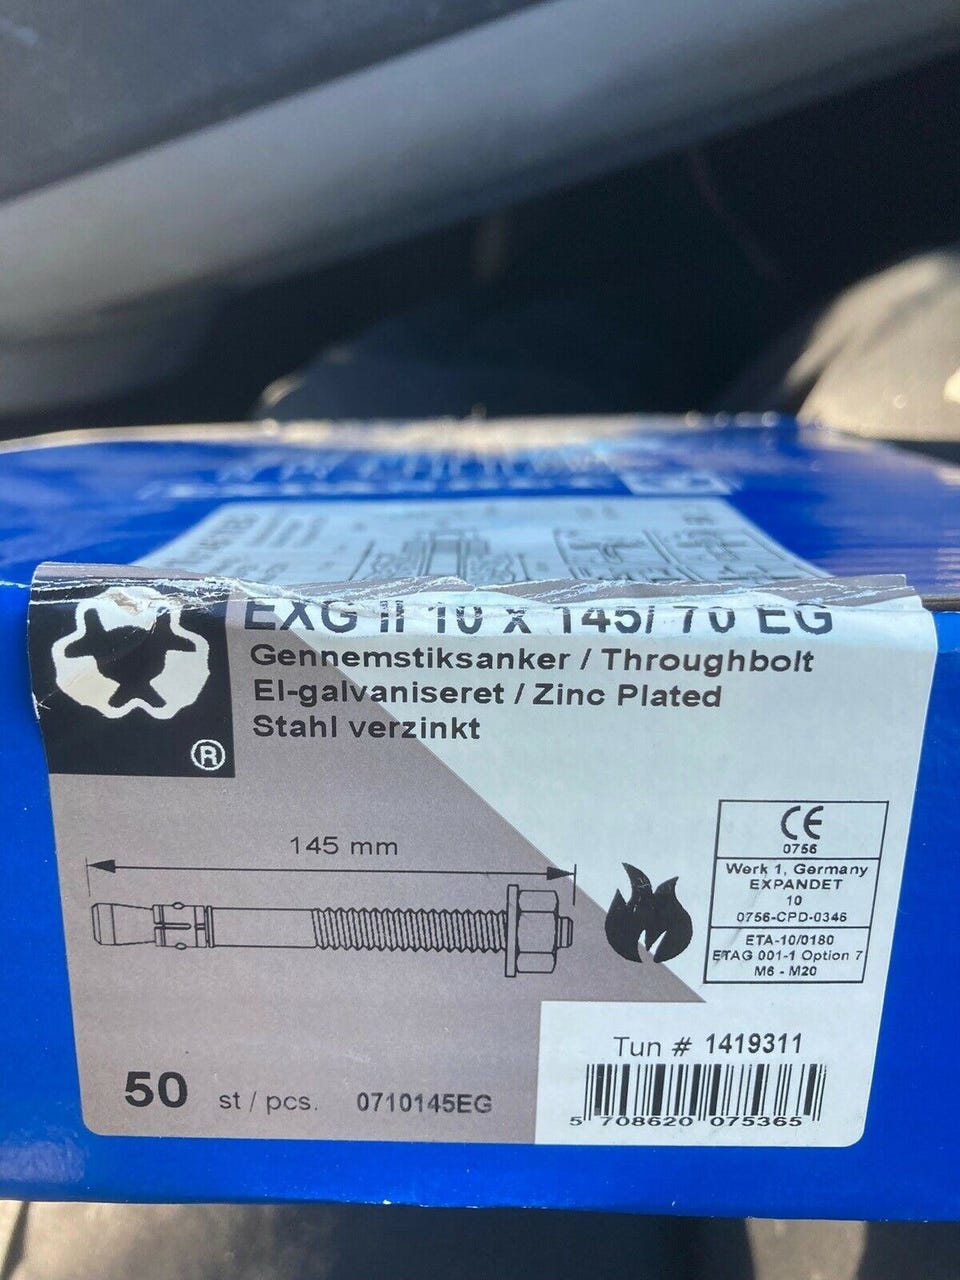 EXG II 10 x 145/ 70 EG
Gennemstiksanker / Throughbolt
El-galvaniseret / Zinc Plated
Stahl verzinkt
®
145 mm
CE
0756
Werk 1, Germany
EXPANDET
10
0756-CPD-0346
ETA-10/0180
ETAG 001-1 Option 7
M6 - M20
Tun # 1419311
50 st / pcs. 0710145EG
5 708620 075365